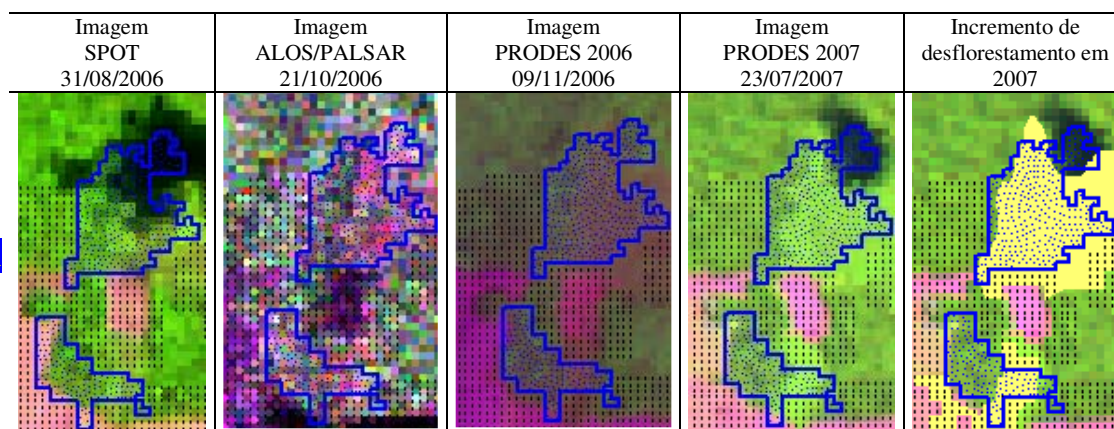 Imagem
SPOT
31/08/2006
Imagem
ALOS/PALSAR
21/10/2006
Imagem
PRODES 2006
09/11/2006
Imagem
PRODES 2007
23/07/2007
Incremento de
desflorestamento em
2007